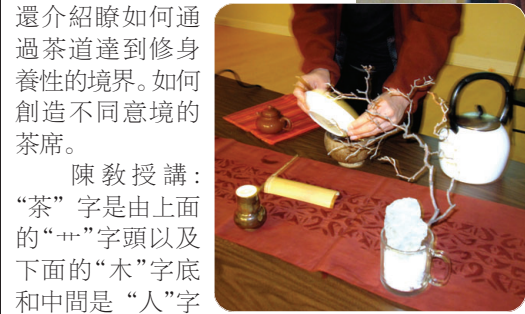 還介紹瞭如何通
過茶道達到修身
養性的境界。如何
創造不同意境的
茶席。
陳敎授講:
“茶”字是由上面
的“艹”字頭以及
下面的“木”字底
和中間是“人”字